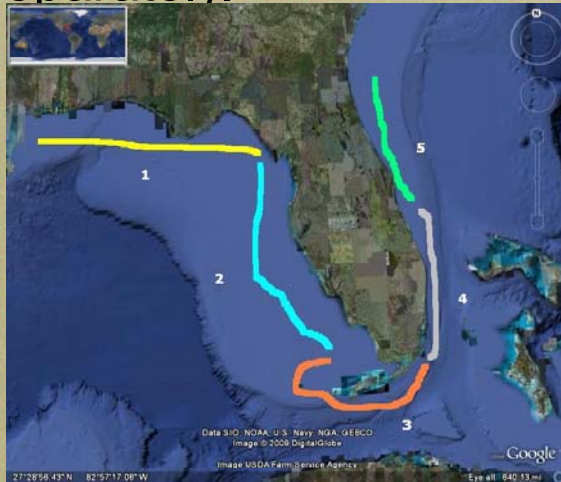 N
5
1
4
2
3
Data SIO, NOAA, U.S. Navy, NGA, GEBCO
Image © 2009 DigitalGlobe
Image USDA Farm Service Agency
Google
27°28'56.43" N 82°57'17.06" W
Eye alt 640.13 mi